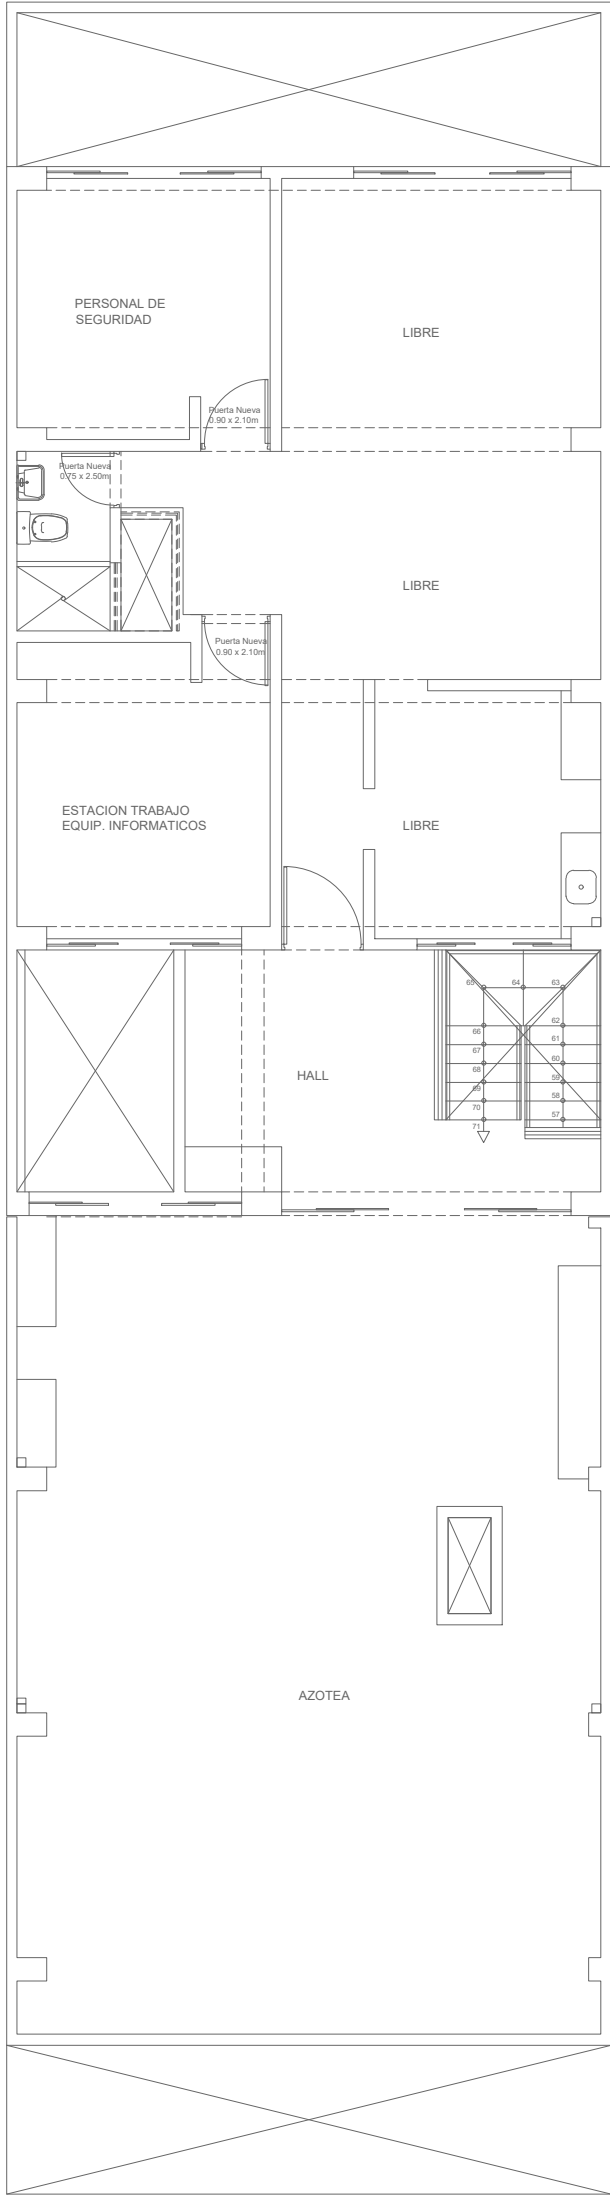 PERSONAL DE
SEGURIDAD
LIBRE
Puerta Nueva
0.90 x 2.10m
Puerta Nueva
0.75 x 2.50m
LIBRE
Puerta Nueva
0.90 x 2.10m
ESTACION TRABAJO
EQUIP. INFORMATICOS
LIBRE
65
64
63
66
62
67
61
68
60
69
59
70
58
71
57
HALL
AZOTEA